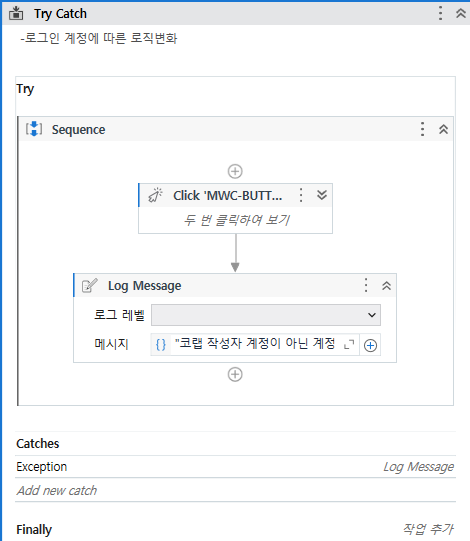 Try Catch
-로그인 계정에 따른 로직변화
Try
Sequence
Click 'MWC-BUTT...
두 번 클릭하여 보기
Log Message
로그 레벨
메시지 {} "코랩 작성자 계정이 아닌 계정
Catches
Exception Log Message
Add new catch
Finally 작업 추가